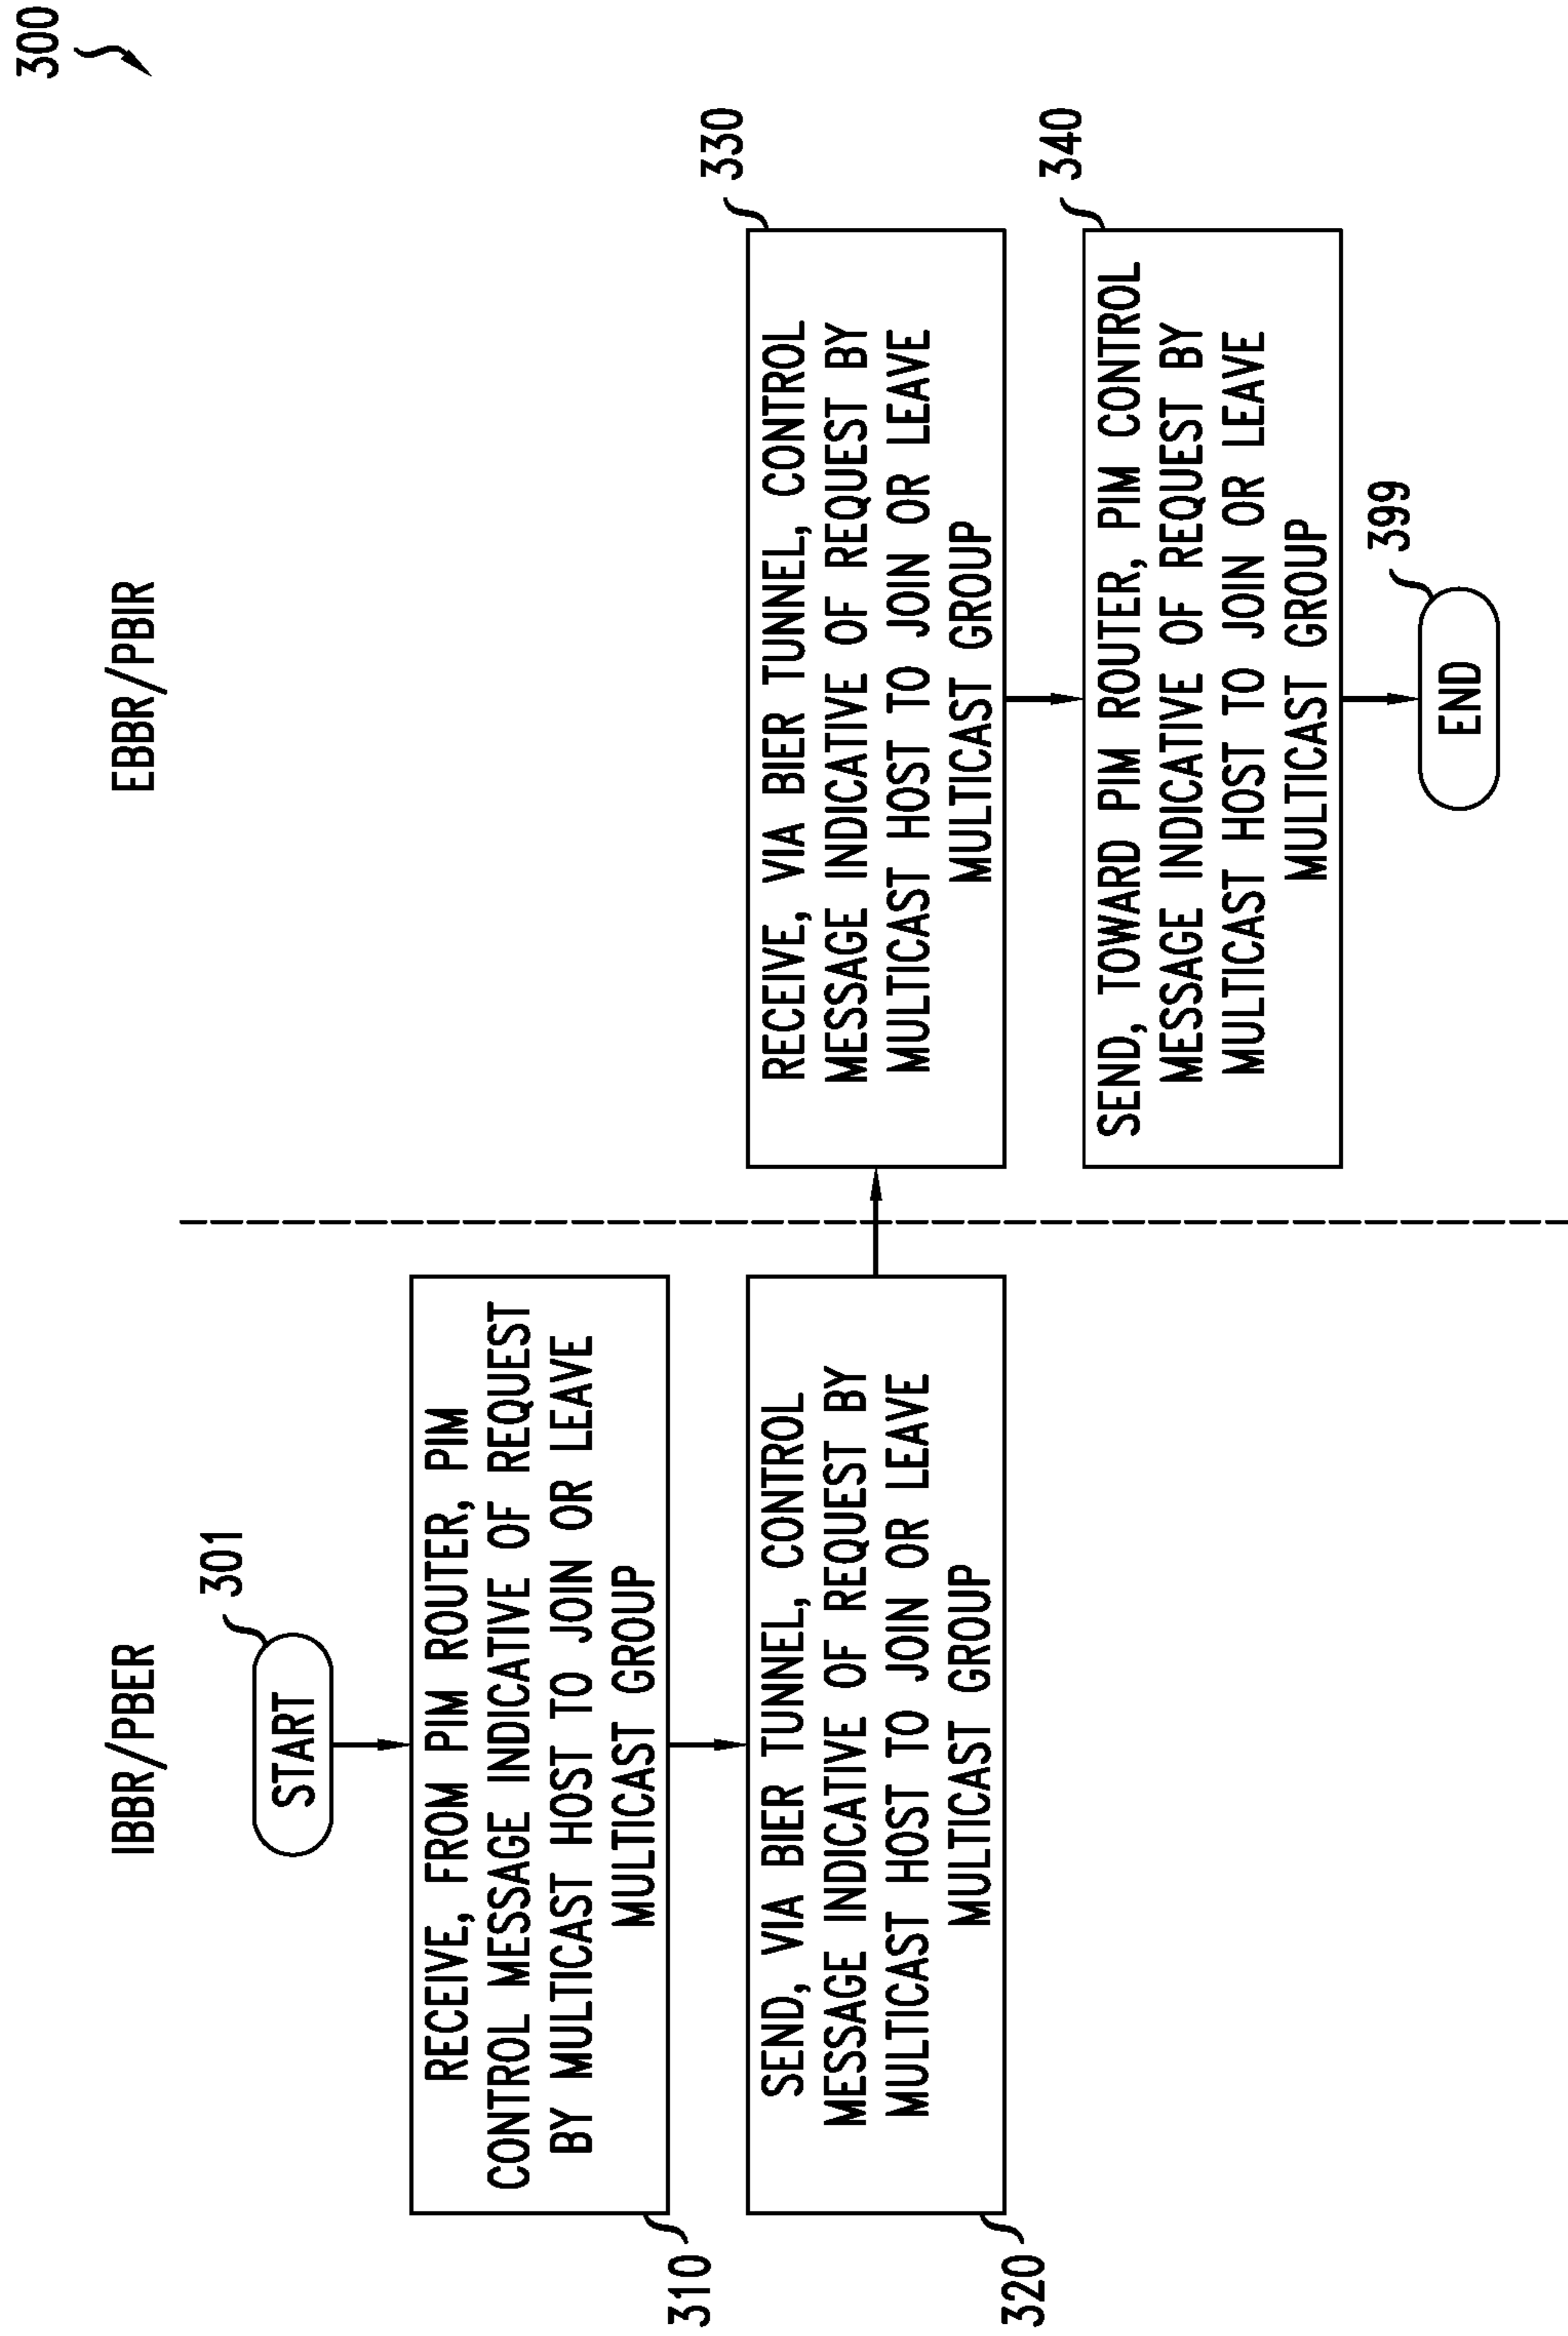 300
IBBR/PBER
EBBR/PBIR
301
START
310
RECEIVE, FROM PIM ROUTER, PIM
CONTROL MESSAGE INDICATIVE OF REQUEST
BY MULTICAST HOST TO JOIN OR LEAVE
MULTICAST GROUP
320
SEND, VIA BIER TUNNEL, CONTROL
MESSAGE INDICATIVE OF REQUEST BY
MULTICAST HOST TO JOIN OR LEAVE
MULTICAST GROUP
330
RECEIVE, VIA BIER TUNNEL, CONTROL
MESSAGE INDICATIVE OF REQUEST BY
MULTICAST HOST TO JOIN OR LEAVE
MULTICAST GROUP
340
SEND, TOWARD PIM ROUTER, PIM CONTROL
MESSAGE INDICATIVE OF REQUEST BY
MULTICAST HOST TO JOIN OR LEAVE
MULTICAST GROUP
399
END